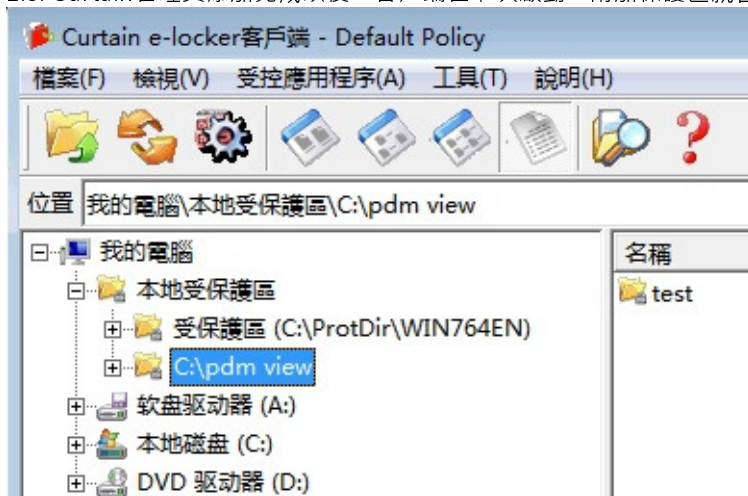 Curtain e-locker客戶端 - Default Policy
檔案(F) 檢視(V) 受控應用程序(A) 工具(T) 說明(H)
位置 我的電腦\本地受保護區\C:\pdm view
我的電腦
名稱
本地受保護區
test
受保護區 (C:\ProtDir\WIN764EN)
C:\pdm view
软盘驱动器 (A:)
本地磁盘 (C:)
DVD 驱动器 (D:)